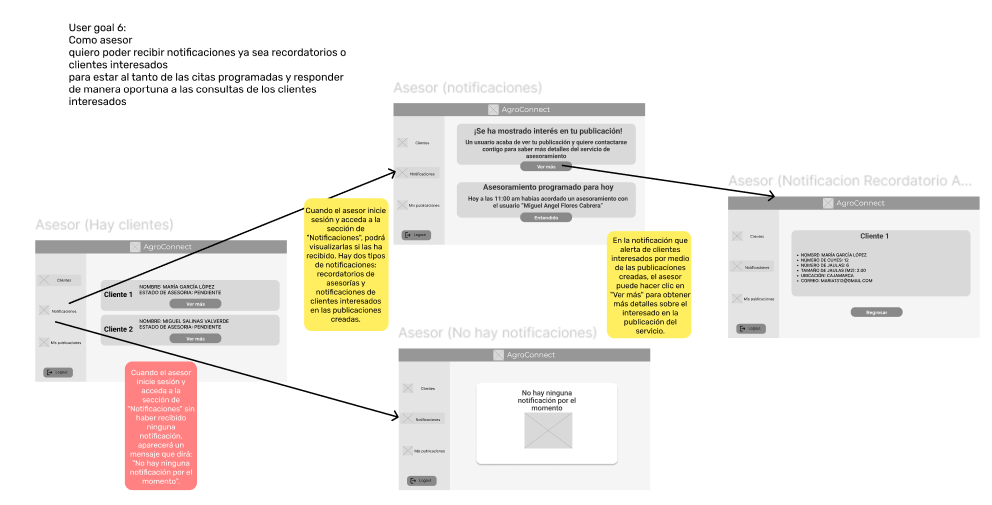 User goal 6:
Como asesor
quiero poder recibir notificaciones ya sea recordatorios o
clientes interesados
para estar al tanto de las citas programadas y responder
de manera oportuna a las consultas de los clientes
interesados
Asesor (notificaciones)
AgroConnect
Clientes
Notificaciones
Mis publicaciones
Logout
¡Se ha mostrado interés en tu publicación!
Un usuario acaba de ver tu publicación y quiere contactarse
contigo para saber más detalles del servicio de
asesoramiento
Ver más
Asesoramiento programado para hoy
Hoy a las 11:00 am habías acordado un asesoramiento con
el usuario "Miguel Angel Flores Cabrera"
Entendido
Asesor (Notificacion Recordatorio A...
AgroConnect
Clientes
Notificaciones
Mis publicaciones
Logout
Cliente 1
NOMBRE: MARÍA GARCÍA LÓPEZ
NÚMERO DE CUYES: 12
NÚMERO DE JAULAS: 6
TAMAÑO DE JAULAS (M2): 2.00
UBICACIÓN: CAJAMARCA
CORREO: MARIA1313@GMAIL.COM
Regresar
Asesor (Hay clientes)
AgroConnect
Clientes
Notificaciones
Mis publicaciones
Logout
Cliente 1
NOMBRE: MARÍA GARCÍA LÓPEZ
ESTADO DE ASESORIA: PENDIENTE
Ver más
Cliente 2
NOMBRE: MIGUEL SALINAS VALVERDE
ESTADO DE ASESORIA: PENDIENTE
Ver más
Cuando el asesor inicie
sesión y acceda a la
sección de
"Notificaciones", podrá
visualizarlas si las ha
recibido. Hay dos tipos
de notificaciones:
recordatorios de
asesorías y
notificaciones de
clientes interesados
en las publicaciones
creadas.
En la notificación que
alerta de clientes
interesados por medio
de las publicaciones
creadas, el asesor
puede hacer clic en
"Ver más" para obtener
más detalles sobre el
interesado en la
publicación del
servicio.
Cuando el asesor
inicie sesión y
acceda a la
sección de
"Notificaciones" sin
haber recibido
ninguna
notificación,
aparecerá un
mensaje que dirá:
"No hay ninguna
notificación por el
momento".
Asesor (No hay notificaciones)
AgroConnect
Clientes
Notificaciones
Mis publicaciones
Logout
No hay ninguna
notificación por el
momento